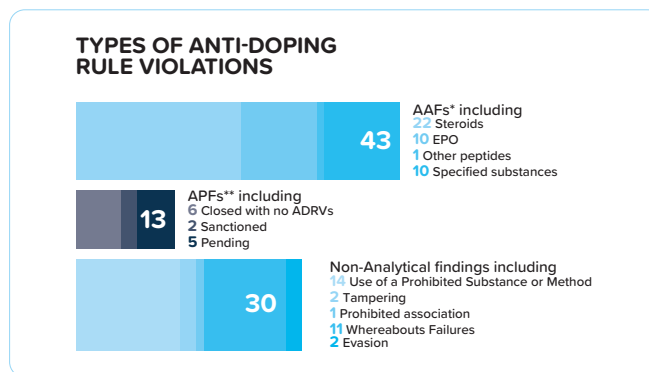 TYPES OF ANTI-DOPING
RULE VIOLATIONS
43
AAFs* including
22 Steroids
10 EPO
1 Other peptides
10 Specified substances
13
APFs** including
6 Closed with no ADRVs
2 Sanctioned
5 Pending
30
Non-Analytical findings including
14 Use of a Prohibited Substance or Method
2 Tampering
1 Prohibited association
11 Whereabouts Failures
2 Evasion